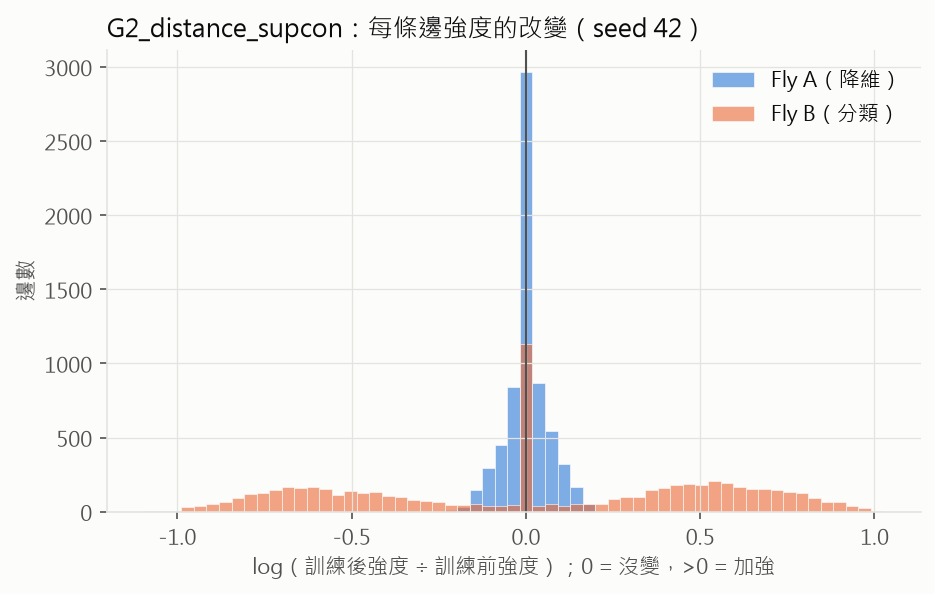 G2_distance_supcon：每條邊強度的改變（seed 42）
Fly A（降維）
Fly B（分類）
邊數
3000
2500
2000
1500
1000
500
0
-1.0
-0.5
0.0
0.5
1.0
log（訓練後強度 ÷ 訓練前強度）；0 = 沒變，>0 = 加強